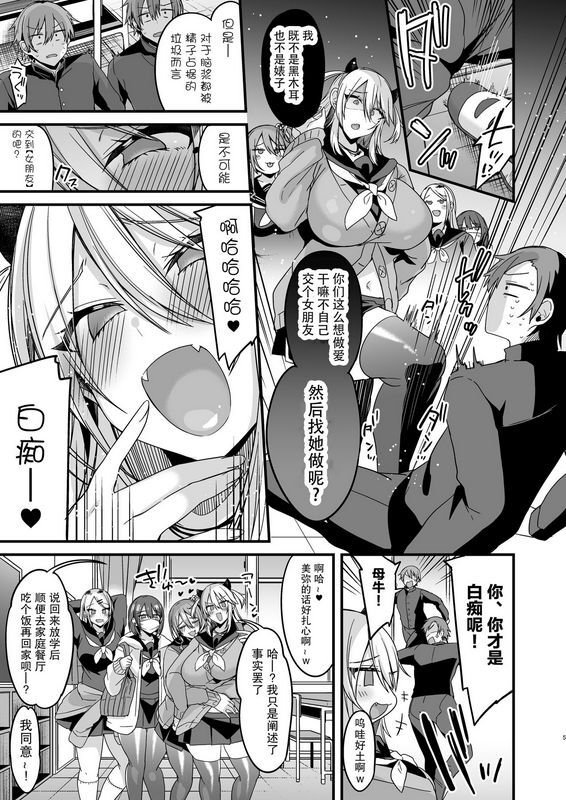 我
既不是黑木耳
也不是婊子
你们这么想做爱
干嘛不自己
交个女朋友
然后找她做呢?
但是—
对于脑浆都被
精子占据的
垃圾而言
是不可能
交到【女朋友】
的吧?
啊哈哈哈哈♥
白痴—♥
你、你才是
白痴呢!
母牛!
呜哇好土啊w
啊哈~♥
美弥的话好扎心啊~w
哈—?我只是阐述了
事实罢了
说回来放学后
顺便去家庭餐厅
吃个饭再回家呗—?
我同意~!
5